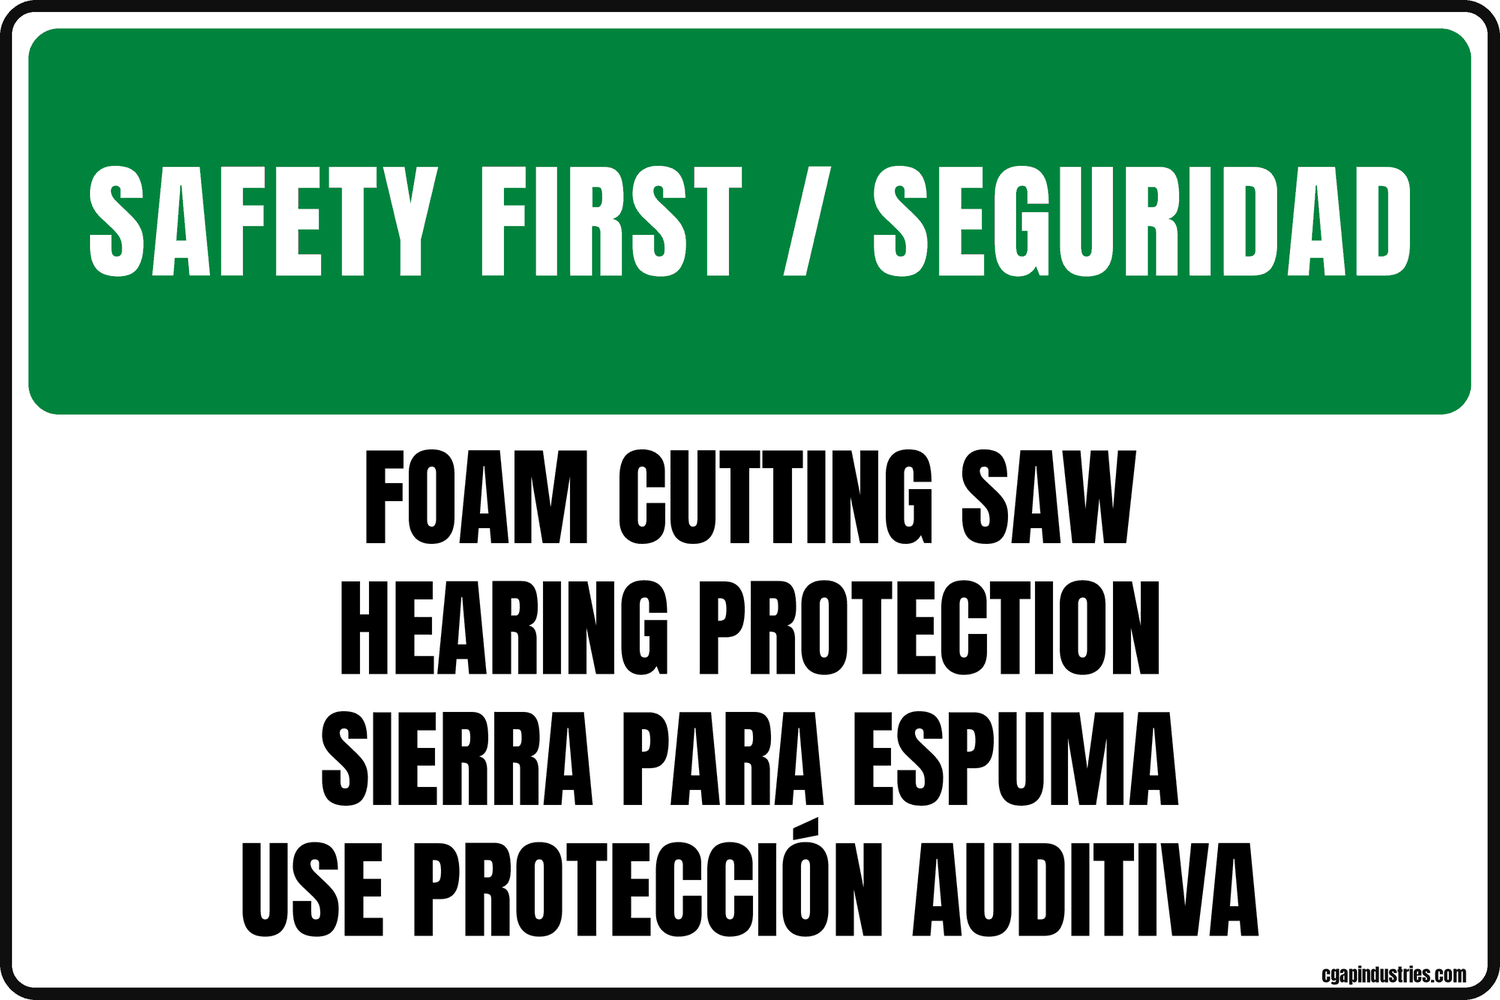 SAFETY FIRST / SEGURIDAD
FOAM CUTTING SAW
HEARING PROTECTION
SIERRA PARA ESPUMA
USE PROTECCIÓN AUDITIVA
cgapindustries.com